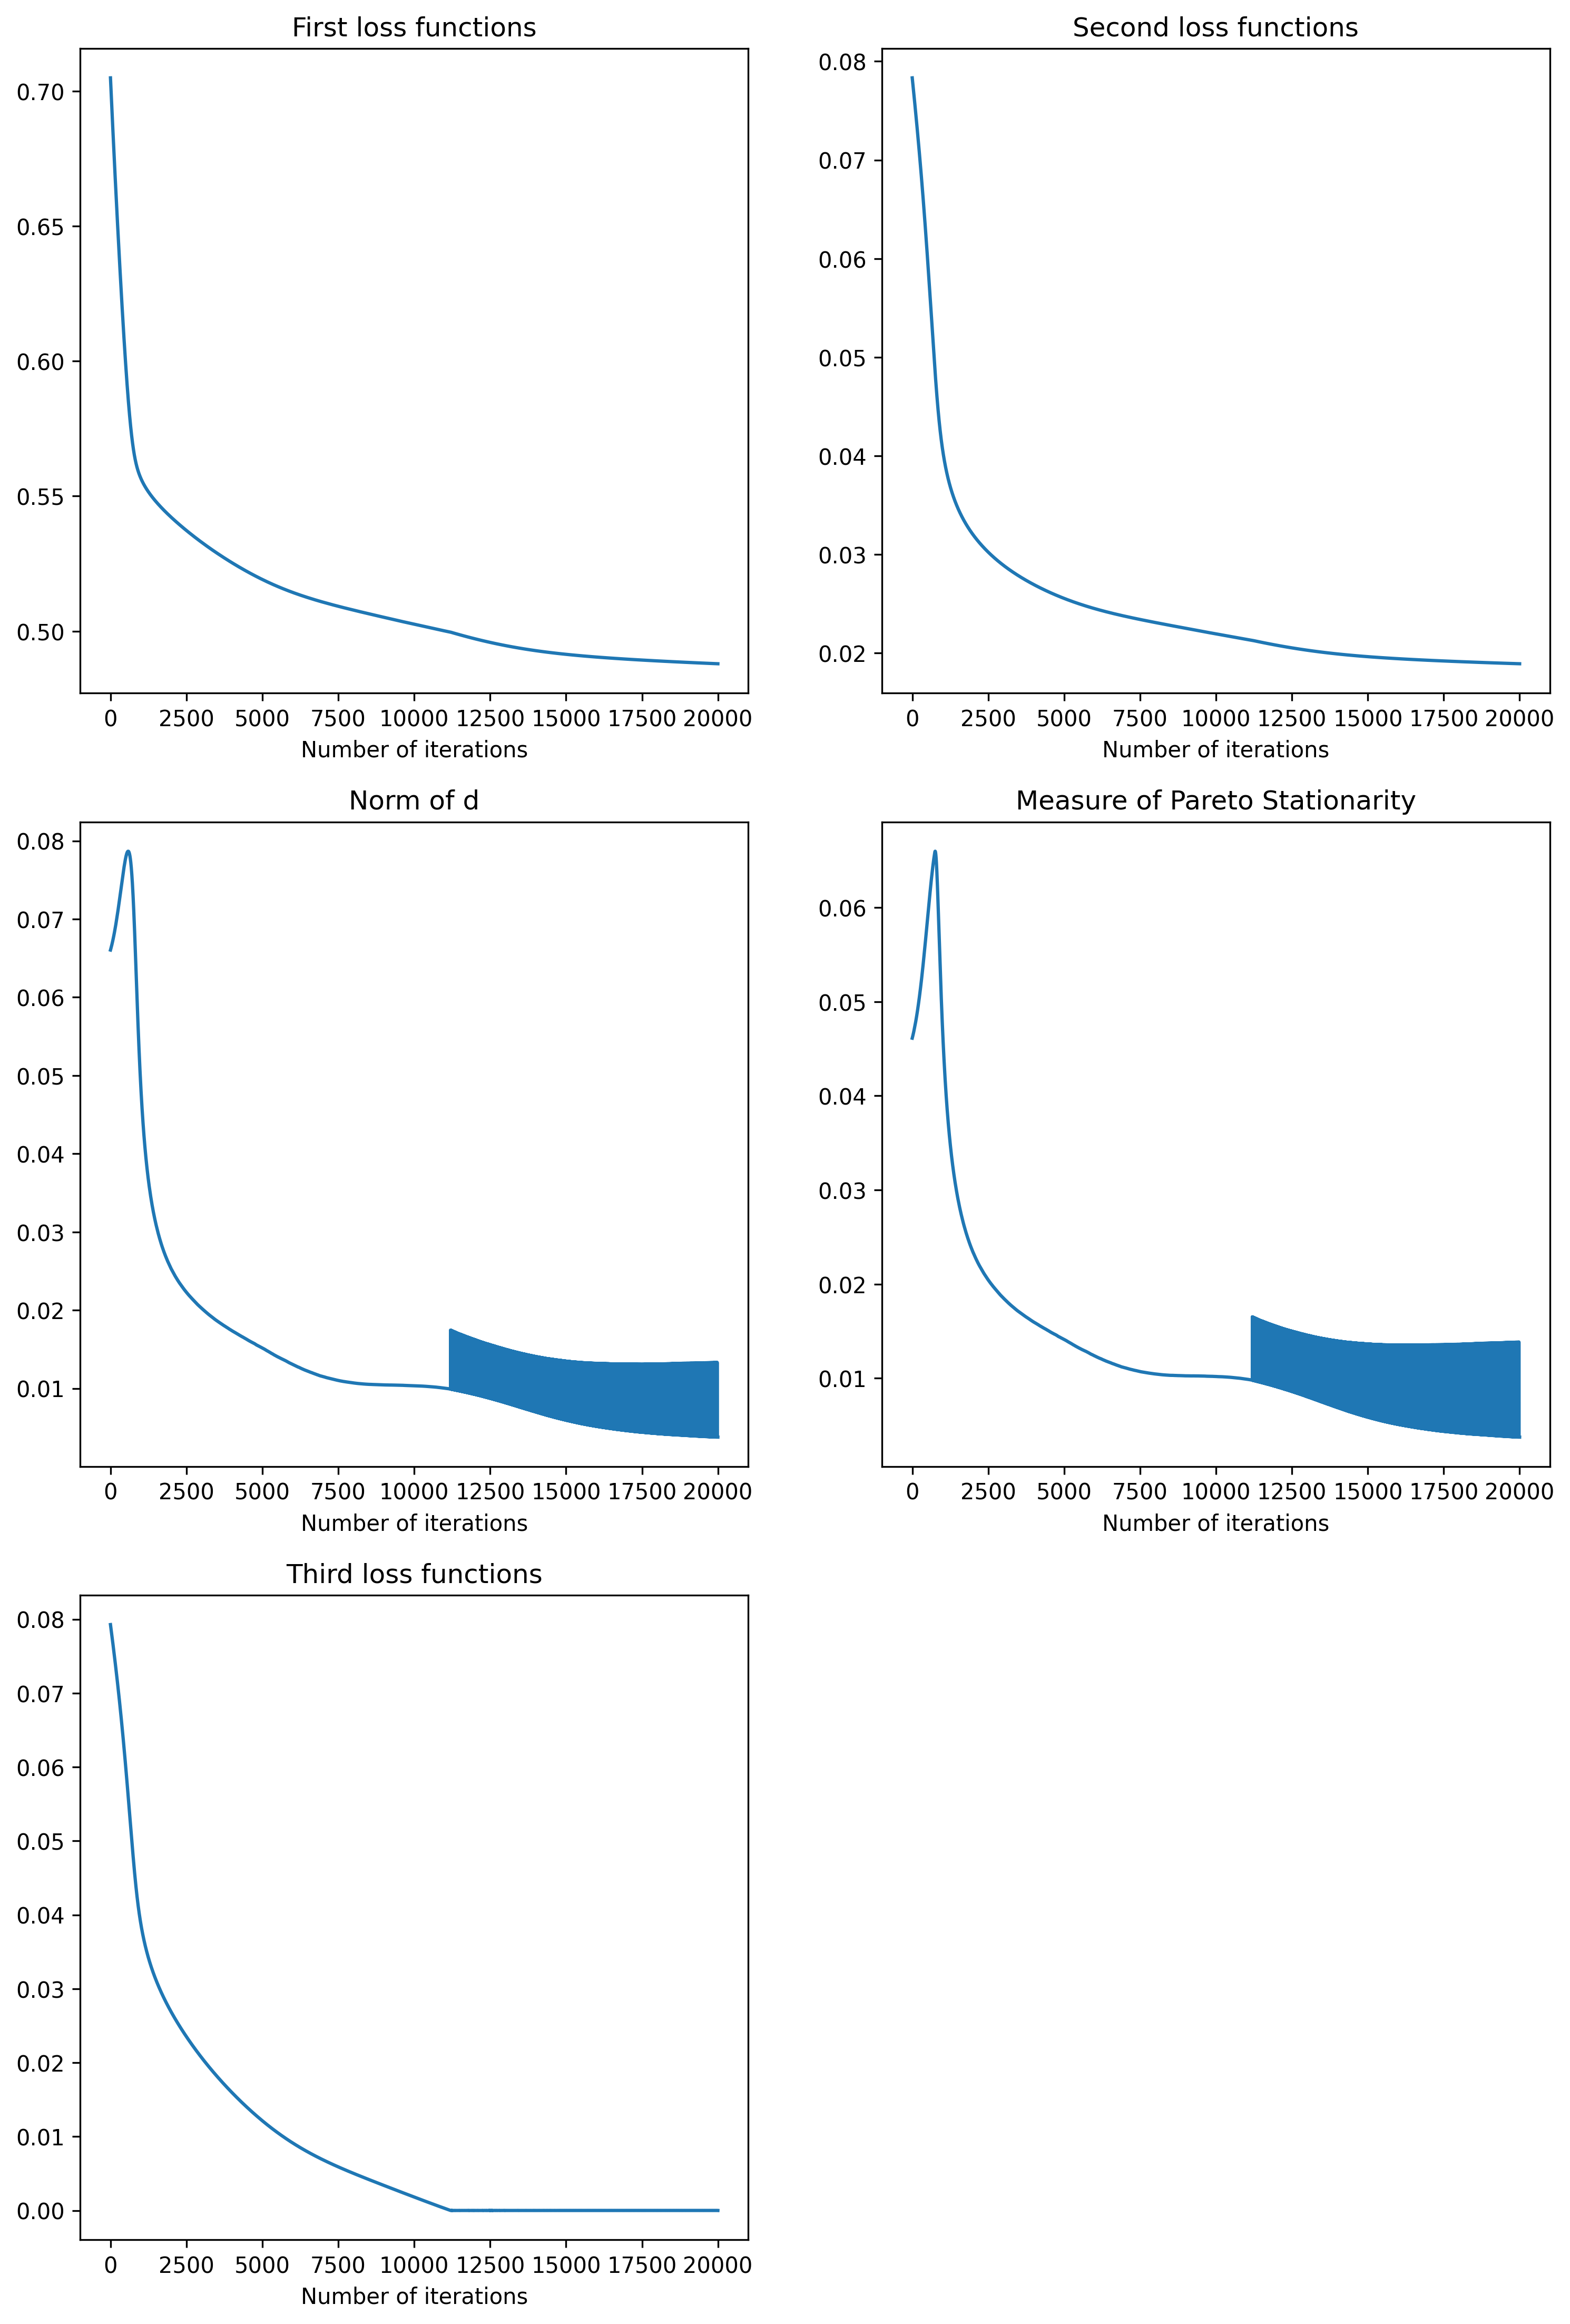 First loss functions
0.70
0.65
0.60
0.55
0.50
0 2500 5000 7500 10000 12500 15000 17500 20000
Number of iterations
Second loss functions
0.08
0.07
0.06
0.05
0.04
0.03
0.02
0 2500 5000 7500 10000 12500 15000 17500 20000
Number of iterations
Norm of d
0.08
0.07
0.06
0.05
0.04
0.03
0.02
0.01
0 2500 5000 7500 10000 12500 15000 17500 20000
Number of iterations
Measure of Pareto Stationarity
0.06
0.05
0.04
0.03
0.02
0.01
0 2500 5000 7500 10000 12500 15000 17500 20000
Number of iterations
Third loss functions
0.08
0.07
0.06
0.05
0.04
0.03
0.02
0.01
0.00
0 2500 5000 7500 10000 12500 15000 17500 20000
Number of iterations